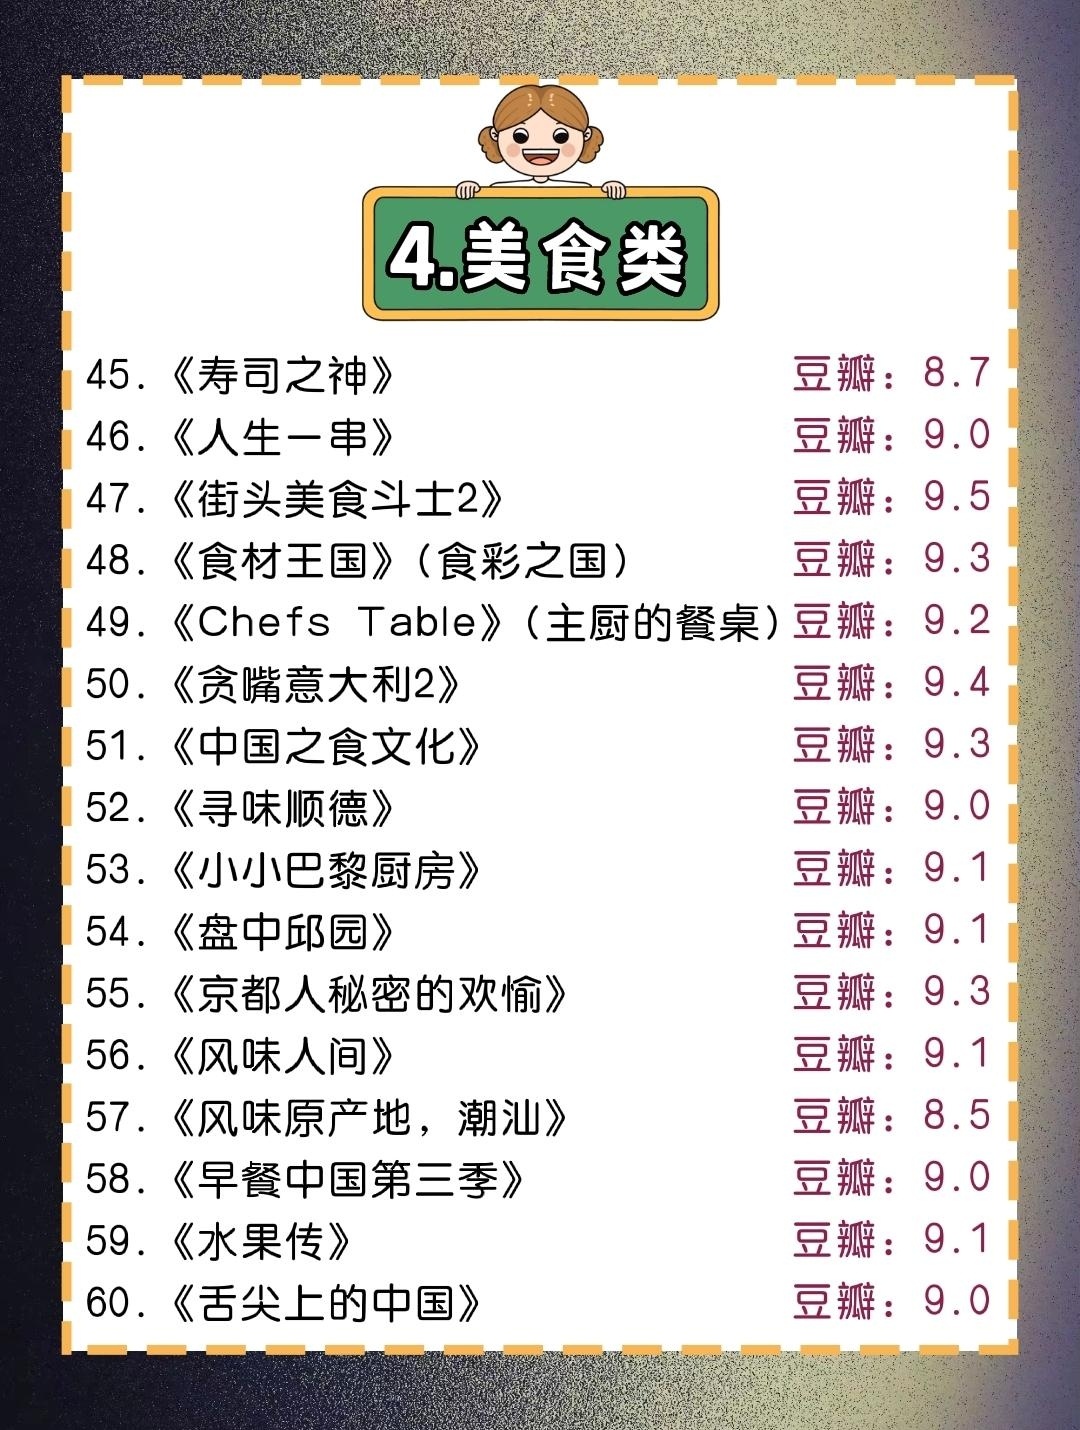 4.美食类
45.《寿司之神》 豆瓣：8.7
46.《人生一串》 豆瓣：9.0
47.《街头美食斗士2》 豆瓣：9.5
48.《食材王国》(食彩之国) 豆瓣：9.3
49.《Chefs Table》(主厨的餐桌) 豆瓣：9.2
50.《贪嘴意大利2》 豆瓣：9.4
51.《中国之食文化》 豆瓣：9.3
52.《寻味顺德》 豆瓣：9.0
53.《小小巴黎厨房》 豆瓣：9.1
54.《盘中邱园》 豆瓣：9.1
55.《京都人秘密的欢愉》 豆瓣：9.3
56.《风味人间》 豆瓣：9.1
57.《风味原产地，潮汕》 豆瓣：8.5
58.《早餐中国第三季》 豆瓣：9.0
59.《水果传》 豆瓣：9.1
60.《舌尖上的中国》 豆瓣：9.0